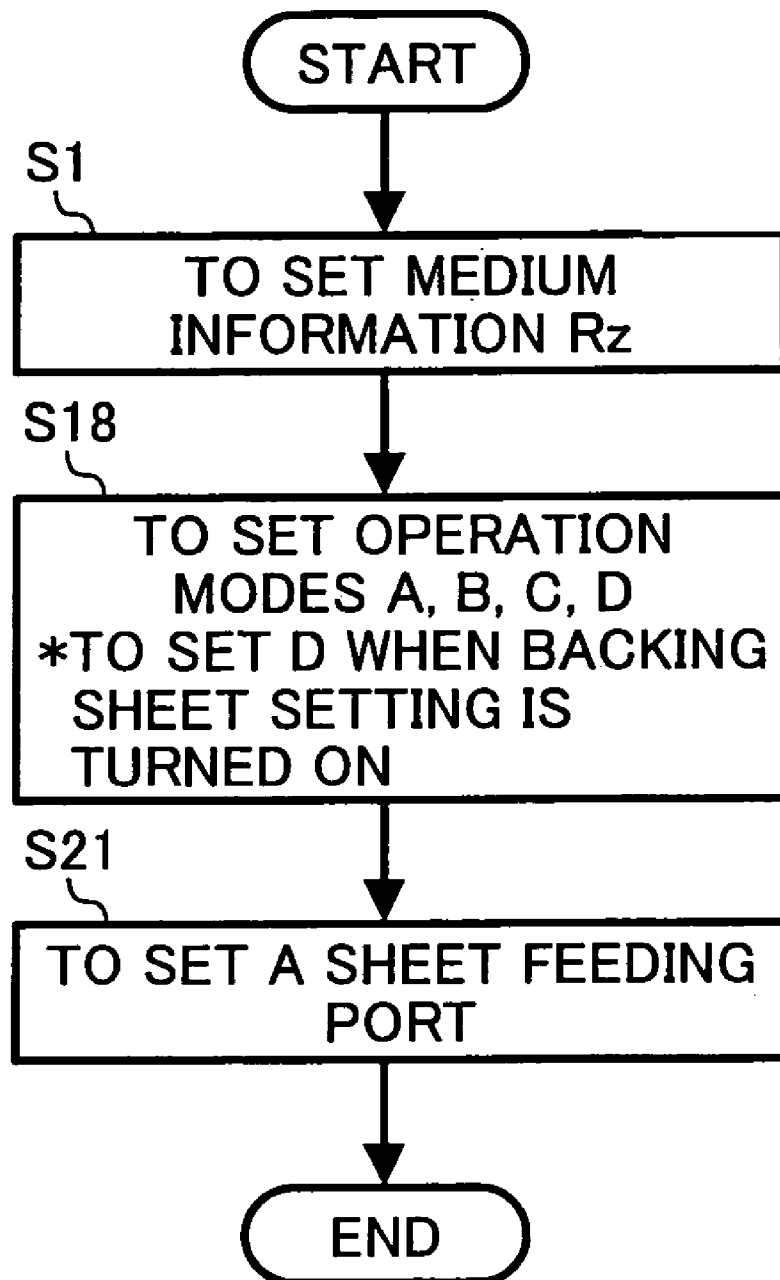 START
S1
TO SET MEDIUM
INFORMATION Rz
S18
TO SET OPERATION
MODES A, B, C, D
*TO SET D WHEN BACKING
SHEET SETTING IS
TURNED ON
S21
TO SET A SHEET FEEDING
PORT
END